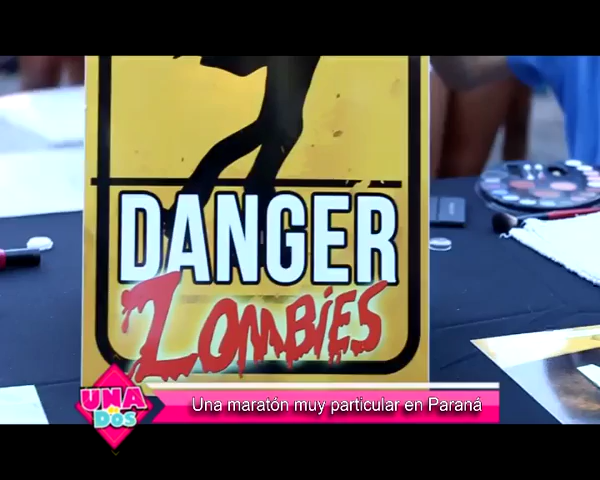 DANGER
ZOMBIES
UNA
DOS
Una maratón muy particular en Paraná